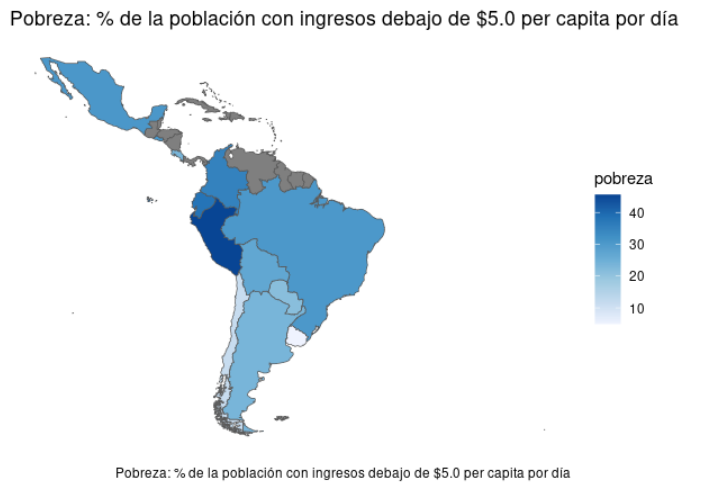 Pobreza: % de la población con ingresos debajo de $5.0 per capita por día
pobreza
40
30
20
10
Pobreza: % de la población con ingresos debajo de $5.0 per capita por día